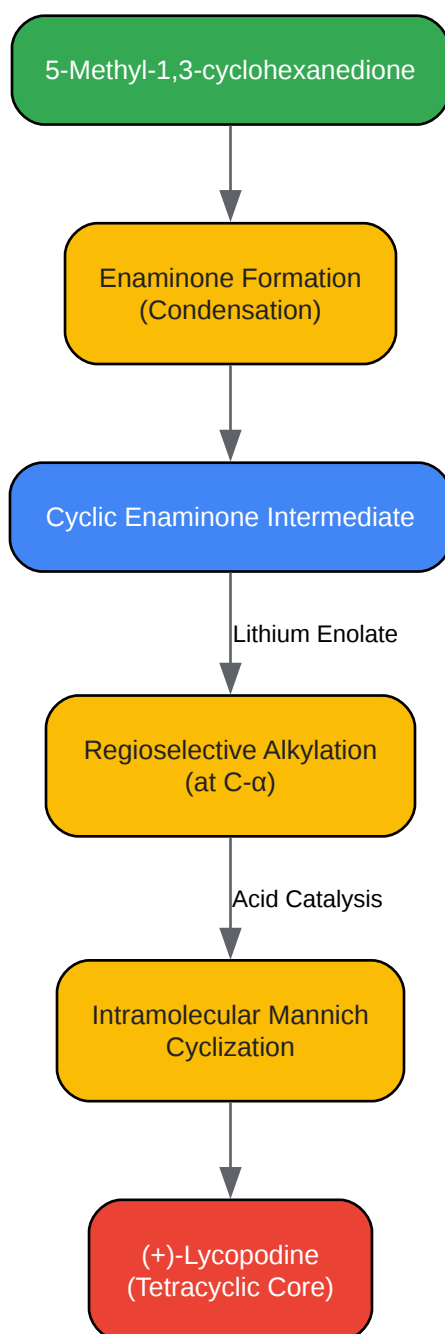 5-Methyl-1,3-cyclohexanedione
Enaminone Formation
(Condensation)
Cyclic Enaminone Intermediate
Lithium Enolate
Regioselective Alkylation
(at C-α)
Acid Catalysis
Intramolecular Mannich
Cyclization
(+)-Lycopodine
(Tetracyclic Core)